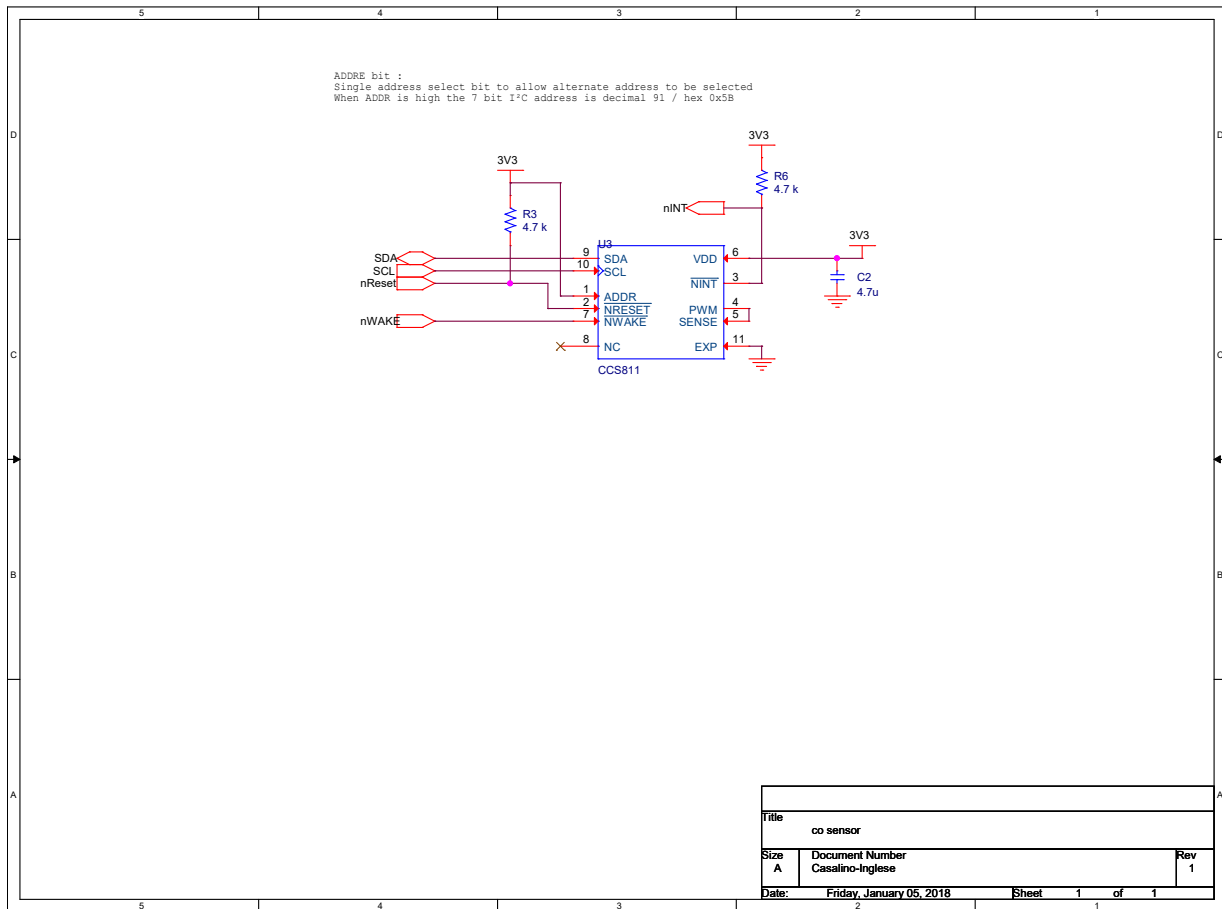 5 4 3 2 1
ADDRE bit :
Single address select bit to allow alternate address to be selected
When ADDR is high the 7 bit I²C address is decimal 91 / hex 0x5B
D D
3V3
3V3
R6
4.7 k
R3
4.7 k
nINT
3V3
U3
SDA 9 SDA VDD 6
SCL 10 SCL
nReset NINT 3
C2
4.7u
1 ADDR
2 NRESET PWM 4
nWAKE 7 NWAKE SENSE 5
8 NC EXP 11
C C
CCS811
B B
A A
Title
co sensor
Size Document Number Rev
A Casalino-Inglese 1
Date: Friday, January 05, 2018 Sheet 1 of 1
5 4 3 2 1